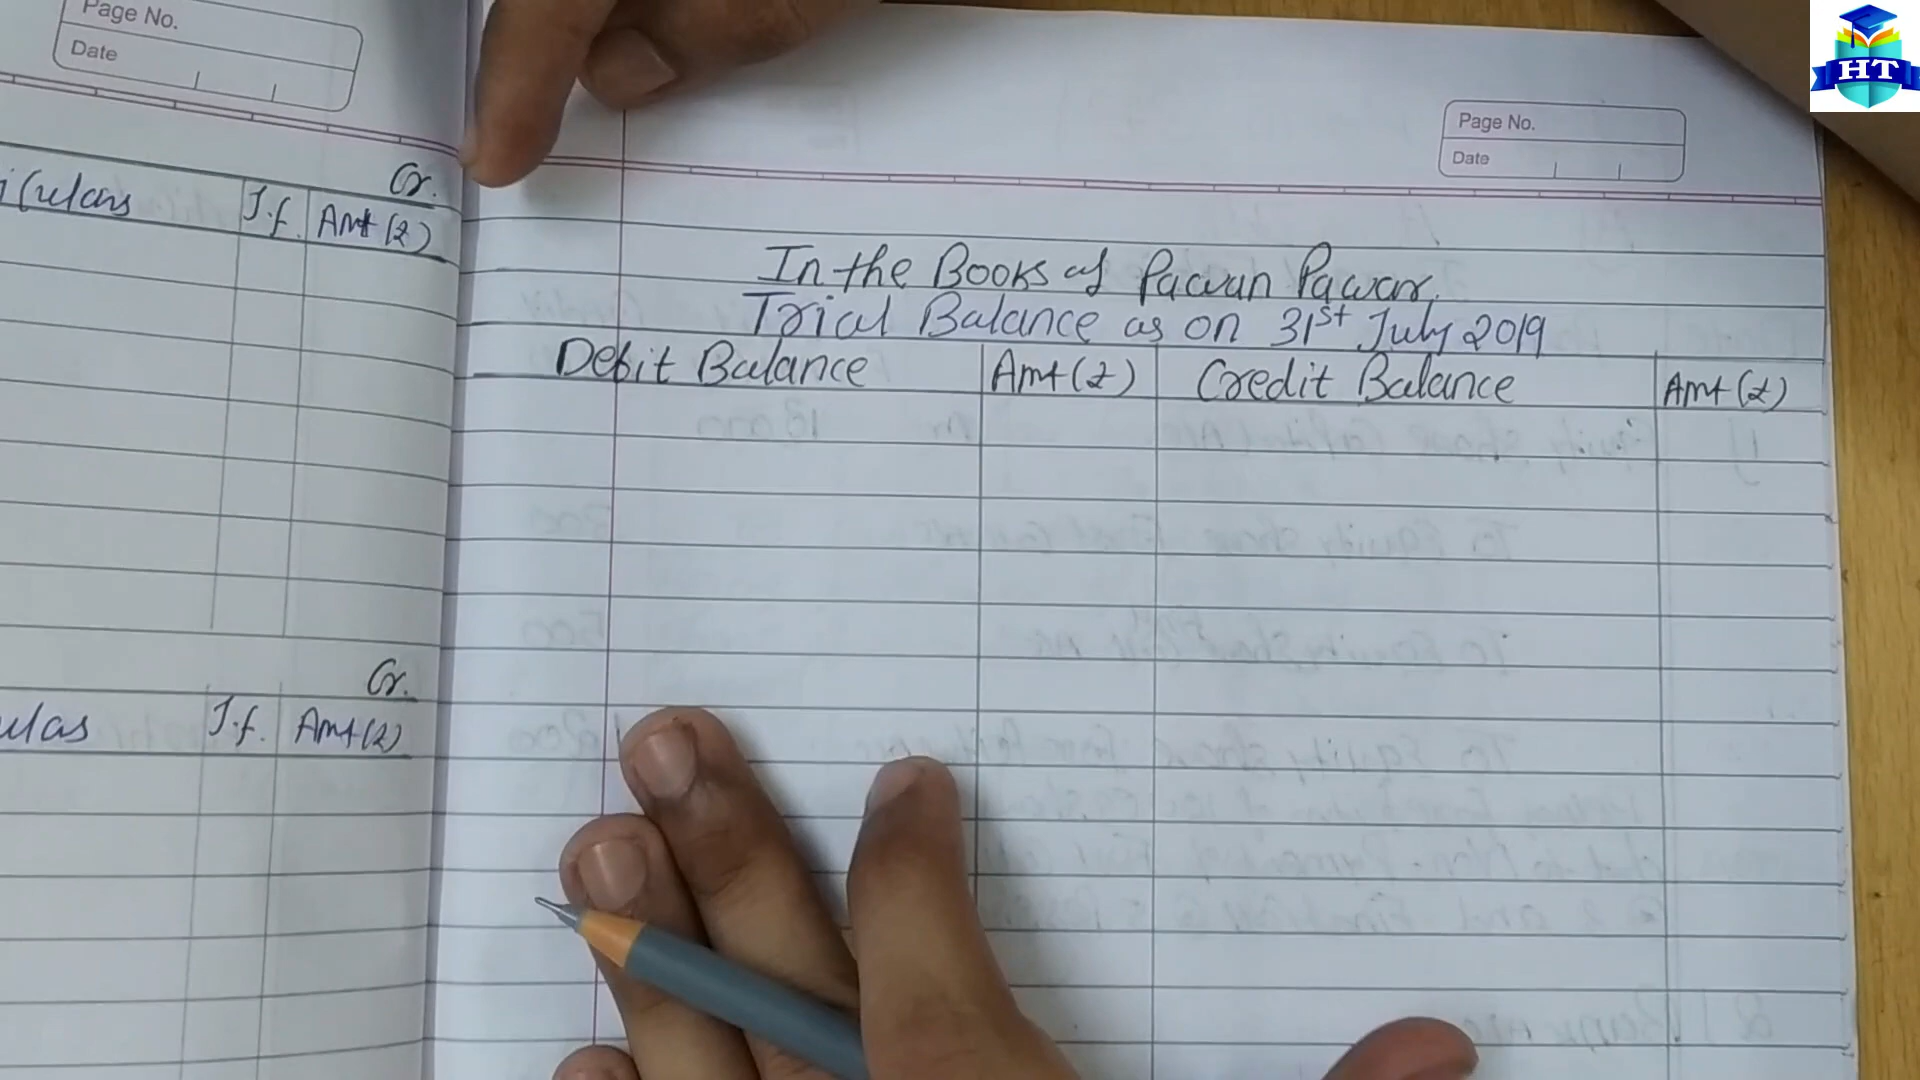 Page No.
Date
Cr.
J.f. Amt (₹)
Cr.
J.f. Amt (₹)
HT
Page No.
Date
In the Books of Pawan Pawar.
Trial Balance as on 31st July 2019
Debit Balance Amt (₹) Credit Balance Amt (₹)